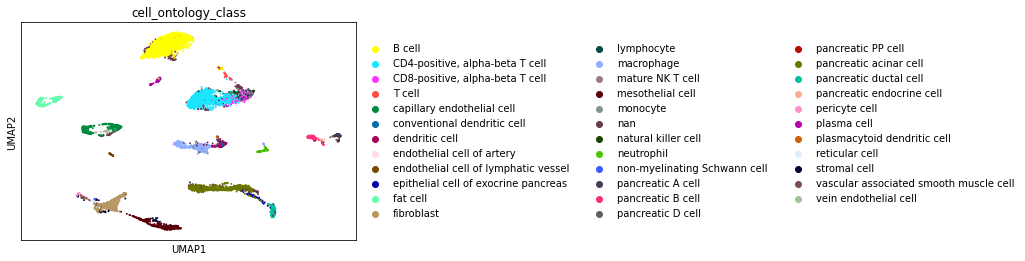 cell_ontology_class
UMAP2
UMAP1
B cell
CD4-positive, alpha-beta T cell
CD8-positive, alpha-beta T cell
T cell
capillary endothelial cell
conventional dendritic cell
dendritic cell
endothelial cell of artery
endothelial cell of lymphatic vessel
epithelial cell of exocrine pancreas
fat cell
fibroblast
lymphocyte
macrophage
mature NK T cell
mesothelial cell
monocyte
nan
natural killer cell
neutrophil
non-myelinating Schwann cell
pancreatic A cell
pancreatic B cell
pancreatic D cell
pancreatic PP cell
pancreatic acinar cell
pancreatic ductal cell
pancreatic endocrine cell
pericyte cell
plasma cell
plasmacytoid dendritic cell
reticular cell
stromal cell
vascular associated smooth muscle cell
vein endothelial cell